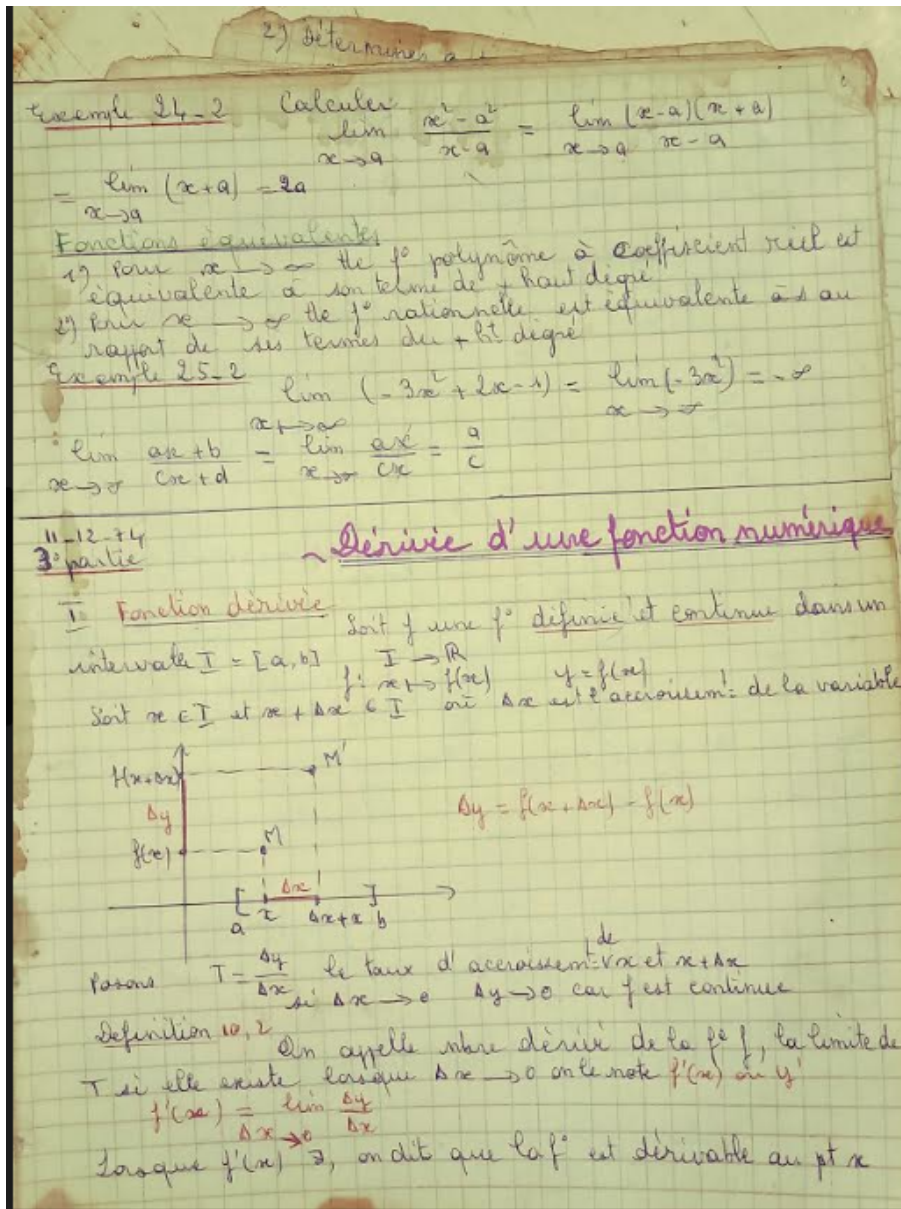 2) Déterminer a
Exemple 24-2 Calculer
lim x→a (x² - a²)/(x-a) = lim x→a (x-a)(x+a)/(x-a)
= lim x→a (x+a) = 2a
Fonctions équivalentes
1) Pour x → ∞ tte f° polynôme à coefficient réel est
équivalente à son terme de + haut degré
2) Pour x → ∞ tte f° rationnelle est équivalente à s au
rapport de ses termes du + ht degré
Exemple 25-2
lim x→∞ (-3x² + 2x - 1) = lim x→∞ (-3x²) = -∞
lim x→∞ (ax+b)/(cx+d) = lim x→∞ ax/cx = a/c
11-12-74
3° partie
~ Dérivée d'une fonction numérique
I Fonction dérivée
Soit f une f° définie et continue dans un
intervalle I = [a,b] I → R
f: x ↦ f(x) y = f(x)
Soit x ∈ I et x + Δx ∈ I où Δx est l'accroissemt de la variable
f(x+Δx) M'
Δy Δy = f(x+Δx) - f(x)
f(x) M
Δx
a x Δx+x b
Posons T = Δy/Δx le taux d'accroissemt de f de x et x+Δx
si Δx → 0 Δy → 0 car f est continue
Definition 10,2
On appelle nbre dérivé de la f° f, la limite de
T si elle existe lorsque Δx → 0 on le note f'(x) ou y'
f'(x) = lim Δx→0 Δy/Δx
Lorsque f'(x) ∃, on dit que la f° est dérivable au pt x